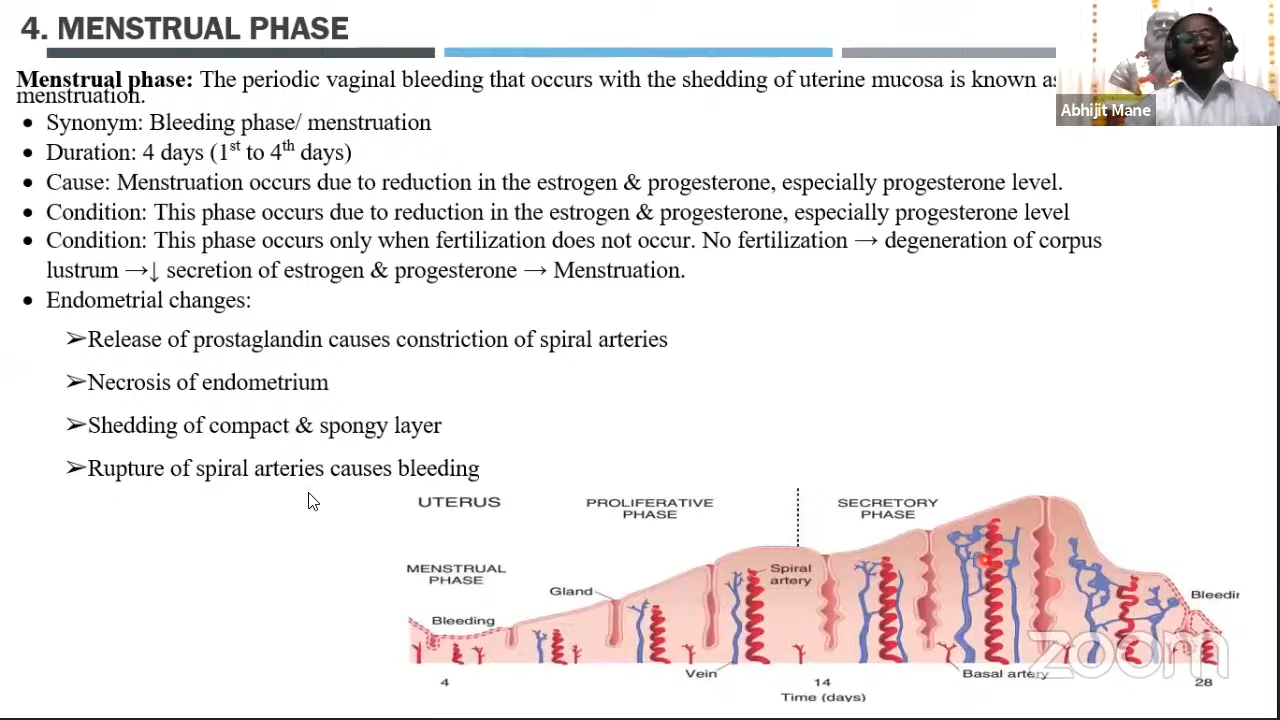 4. MENSTRUAL PHASE
Abhijit Mane
Menstrual phase: The periodic vaginal bleeding that occurs with the shedding of uterine mucosa is known as
menstruation.
• Synonym: Bleeding phase/ menstruation
• Duration: 4 days (1st to 4th days)
• Cause: Menstruation occurs due to reduction in the estrogen & progesterone, especially progesterone level.
• Condition: This phase occurs due to reduction in the estrogen & progesterone, especially progesterone level
• Condition: This phase occurs only when fertilization does not occur. No fertilization → degeneration of corpus
lustrum →↓ secretion of estrogen & progesterone → Menstruation.
• Endometrial changes:
➢Release of prostaglandin causes constriction of spiral arteries
➢Necrosis of endometrium
➢Shedding of compact & spongy layer
➢Rupture of spiral arteries causes bleeding
UTERUS
PROLIFERATIVE
PHASE
SECRETORY
PHASE
MENSTRUAL
PHASE
Spiral
artery
Gland
Bleeding
Bleedin
Vein
Basal artery
zoom
4
14
28
Time (days)